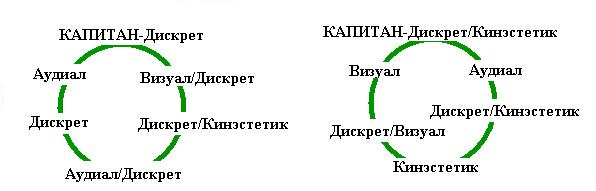 КАПИТАН-Дискрет
Аудиал
Визуал/Дискрет
Дискрет
Дискрет/Кинэстетик
Аудиал/Дискрет
КАПИТАН-Дискрет/Кинэстетик
Визуал
Аудиал
Дискрет/Кинэстетик
Дискрет/Визуал
Кинэстетик